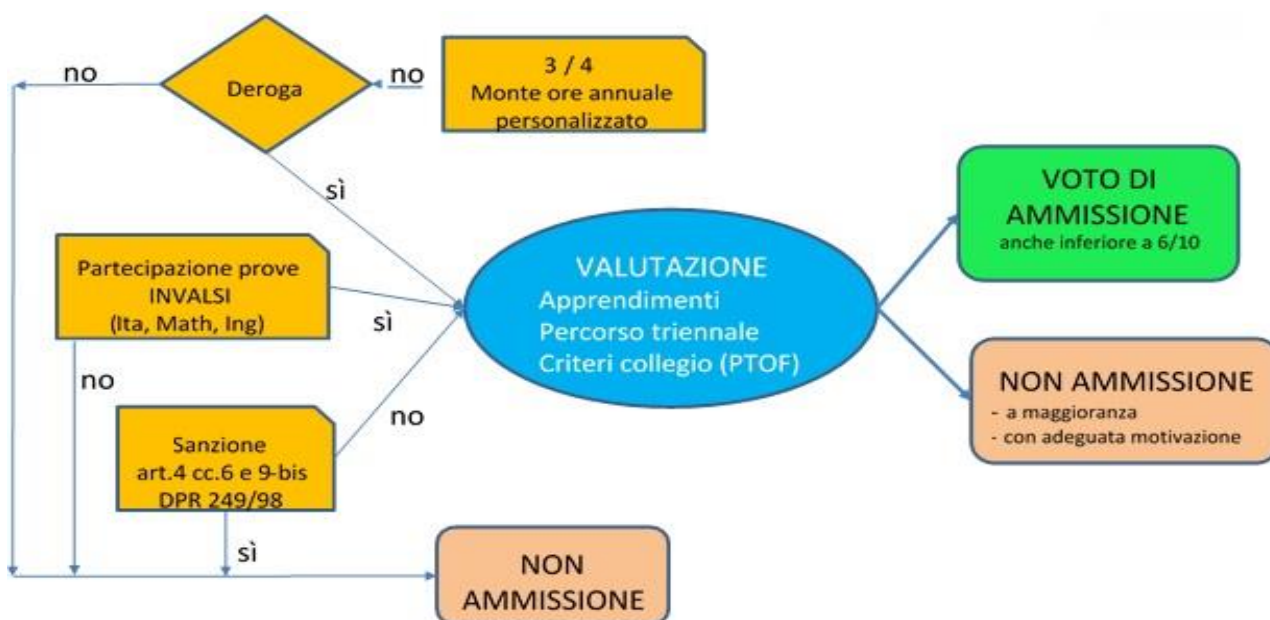 no
Deroga
no
3 / 4
Monte ore annuale
personalizzato
sì
Partecipazione prove
INVALSI
(Ita, Math, Ing)
sì
no
Sanzione
art.4 cc.6 e 9-bis
DPR 249/98
no
sì
VALUTAZIONE
Apprendimenti
Percorso triennale
Criteri collegio (PTOF)
VOTO DI
AMMISSIONE
anche inferiore a 6/10
NON AMMISSIONE
- a maggioranza
- con adeguata motivazione
NON
AMMISSIONE